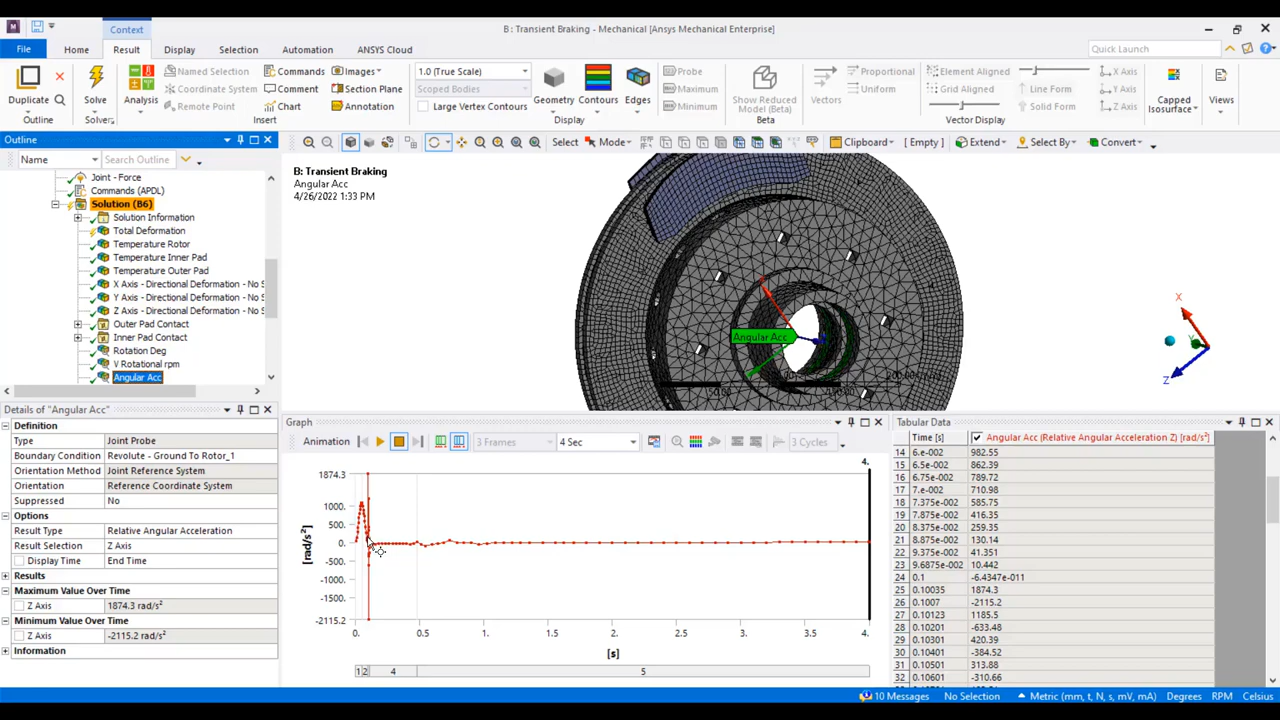 B : Transient Braking - Mechanical [Ansys Mechanical Enterprise]
Context
File Home Result Display Selection Automation ANSYS Cloud
Quick Launch
Duplicate
Outline
Solve
Solver
Analysis
Named Selection
Coordinate System
Remote Point
Commands
Comment
Chart
Images
Section Plane
Annotation
Insert
1.0 (True Scale)
Scoped Bodies
Large Vertex Contours
Geometry
Contours
Edges
Display
Probe
Maximum
Minimum
Show Reduced Model (Beta)
Beta
Vectors
Proportional
Uniform
Element Aligned
Grid Aligned
Line Form
Solid Form
X Axis
Y Axis
Z Axis
Vector Display
Capped Isosurface
Views
Outline
Name Search Outline
Select Mode Clipboard [ Empty ] Extend Select By Convert
Joint - Force
Commands (APDL)
Solution (B6)
Solution Information
Total Deformation
Temperature Rotor
Temperature Inner Pad
Temperature Outer Pad
X Axis - Directional Deformation - No S
Y Axis - Directional Deformation - No S
Z Axis - Directional Deformation - No S
Outer Pad Contact
Inner Pad Contact
Rotation Deg
V Rotational rpm
Angular Acc
B: Transient Braking
Angular Acc
4/26/2022 1:33 PM
Angular Acc
X
Y
Z
Details of "Angular Acc"
Definition
Type Joint Probe
Boundary Condition Revolute - Ground To Rotor_1
Orientation Method Joint Reference System
Orientation Reference Coordinate System
Suppressed No
Options
Result Type Relative Angular Acceleration
Result Selection Z Axis
Display Time End Time
Results
Maximum Value Over Time
Z Axis 1874.3 rad/s²
Minimum Value Over Time
Z Axis -2115.2 rad/s²
Information
Graph
Animation 3 Frames 4 Sec 3 Cycles
4.
1874.3
1000.
500.
0.
-500.
-1000.
-1500.
-2115.2
[rad/s²]
0. 0.5 1. 1.5 2. 2.5 3. 3.5 4.
[s]
1 2 4 5
Tabular Data
Time [s] Angular Acc (Relative Angular Acceleration Z) [rad/s²]
14 6.e-002 982.55
15 6.5e-002 862.39
16 6.75e-002 789.72
17 7.e-002 710.98
18 7.375e-002 585.75
19 7.875e-002 416.35
20 8.375e-002 259.35
21 8.875e-002 130.14
22 9.375e-002 41.351
23 9.6875e-002 10.442
24 0.1 -6.4347e-011
25 0.10035 1874.3
26 0.1007 -2115.2
27 0.10123 1185.5
28 0.10201 -633.48
29 0.10301 420.39
30 0.10401 -384.52
31 0.10501 313.88
32 0.10601 -310.66
10 Messages No Selection Metric (mm, t, N, s, mV, mA) Degrees RPM Celsius